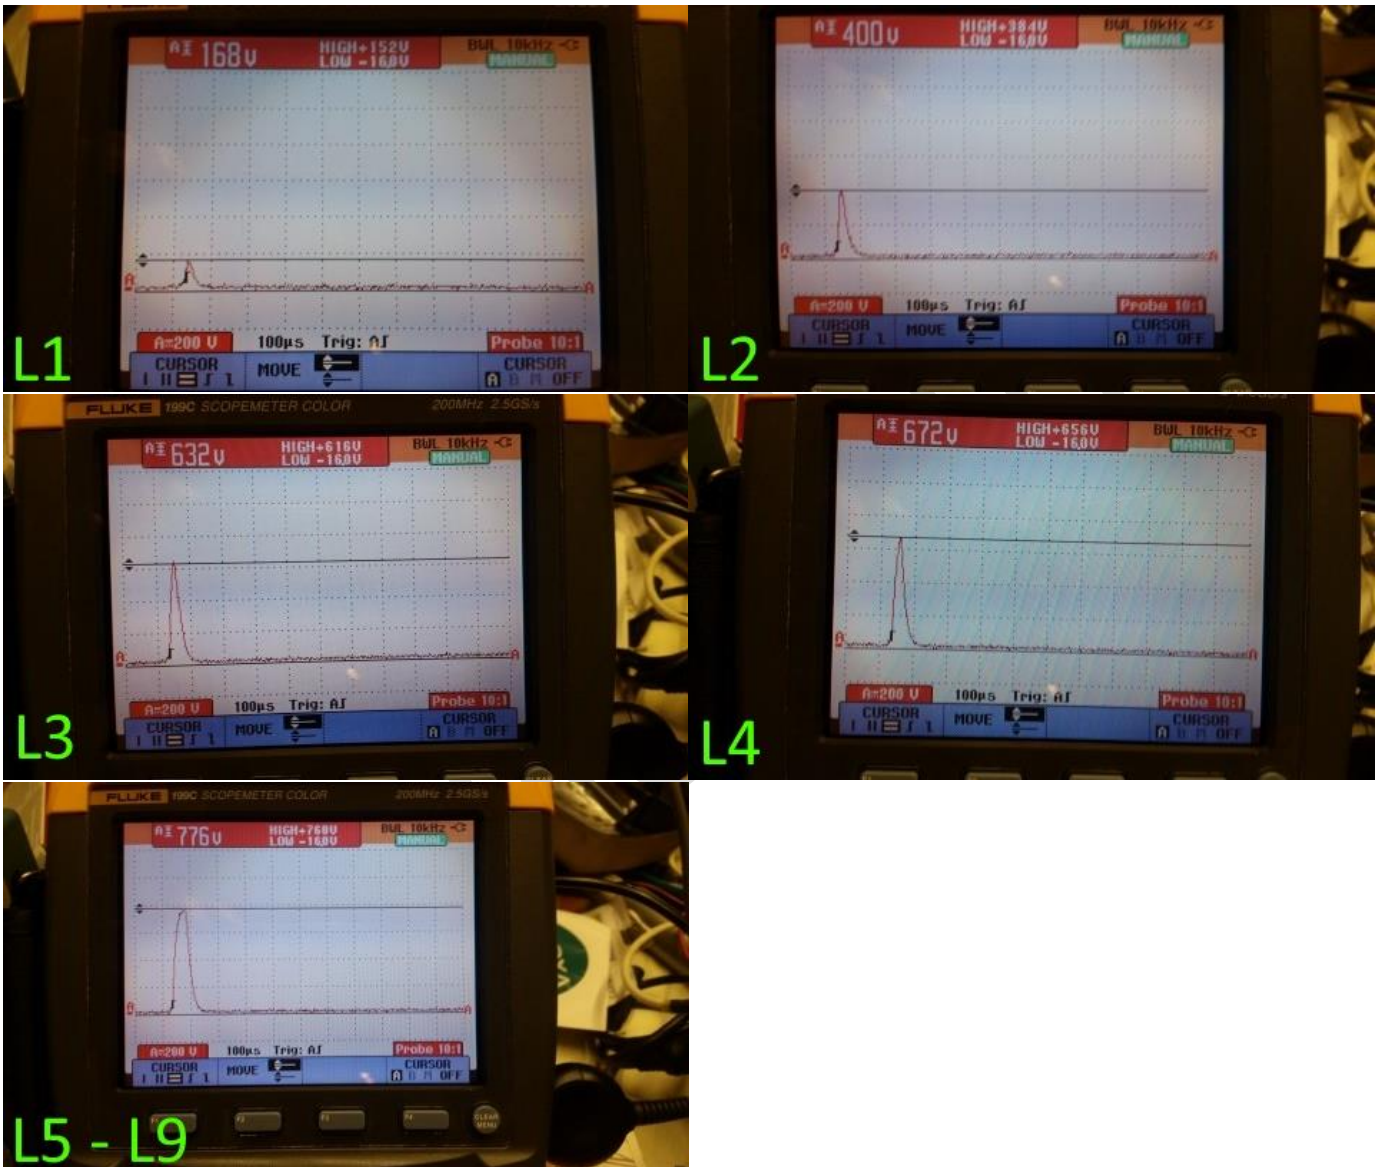 A 168V HIGH+152V LOW -16,0V BWL 10kHz
MANUAL
A
A
A=200 V 100µs Trig: A∫ Probe 10:1
CURSOR MOVE CURSOR
A B M OFF
L1
A 400V HIGH+384V LOW -16,0V BWL 10kHz
MANUAL
A
A
A=200 V 100µs Trig: A∫ Probe 10:1
CURSOR MOVE CURSOR
A B M OFF
L2
FLUKE 199C SCOPEMETER COLOR 200MHz 2.5GS/s
A 632V HIGH+616V LOW -16,0V BWL 10kHz
MANUAL
A
A
A=200 V 100µs Trig: A∫ Probe 10:1
CURSOR MOVE CURSOR
A B M OFF
L3
A 672V HIGH+656V LOW -16,0V BWL 10kHz
MANUAL
A
A
A=200 V 100µs Trig: A∫ Probe 10:1
CURSOR MOVE CURSOR
A B M OFF
L4
FLUKE 199C SCOPEMETER COLOR 200MHz 2.5GS/s
A 776V HIGH+760V LOW -16,0V BWL 10kHz
MANUAL
A
A
A=200 V 100µs Trig: A∫ Probe 10:1
CURSOR MOVE CURSOR
A B M OFF
CLEAR
MENU
L5 - L9